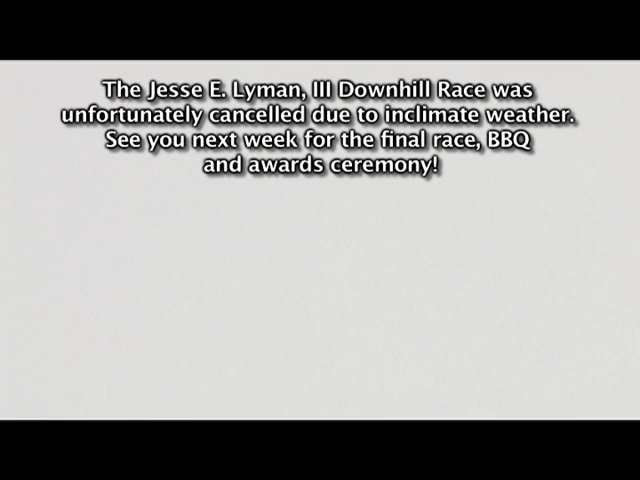 The Jesse E. Lyman, III Downhill Race was
unfortunately cancelled due to inclimate weather.
See you next week for the final race, BBQ
and awards ceremony!